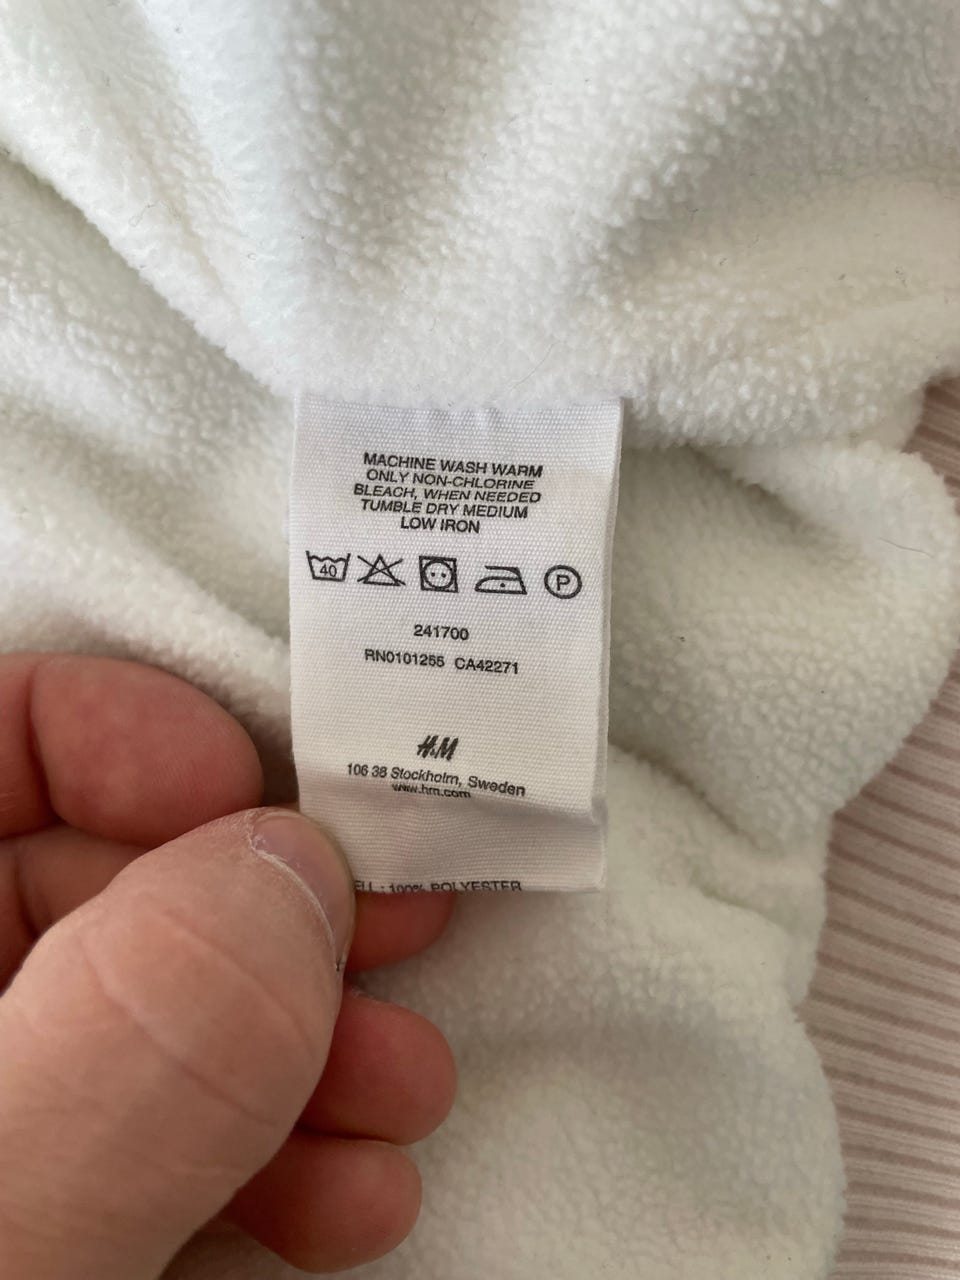 MACHINE WASH WARM
ONLY NON-CHLORINE
BLEACH, WHEN NEEDED
TUMBLE DRY MEDIUM
LOW IRON
40 P
241700
RN0101255 CA42271
H&M
106 38 Stockholm, Sweden
www.hm.com
ELL : 100% POLYESTER